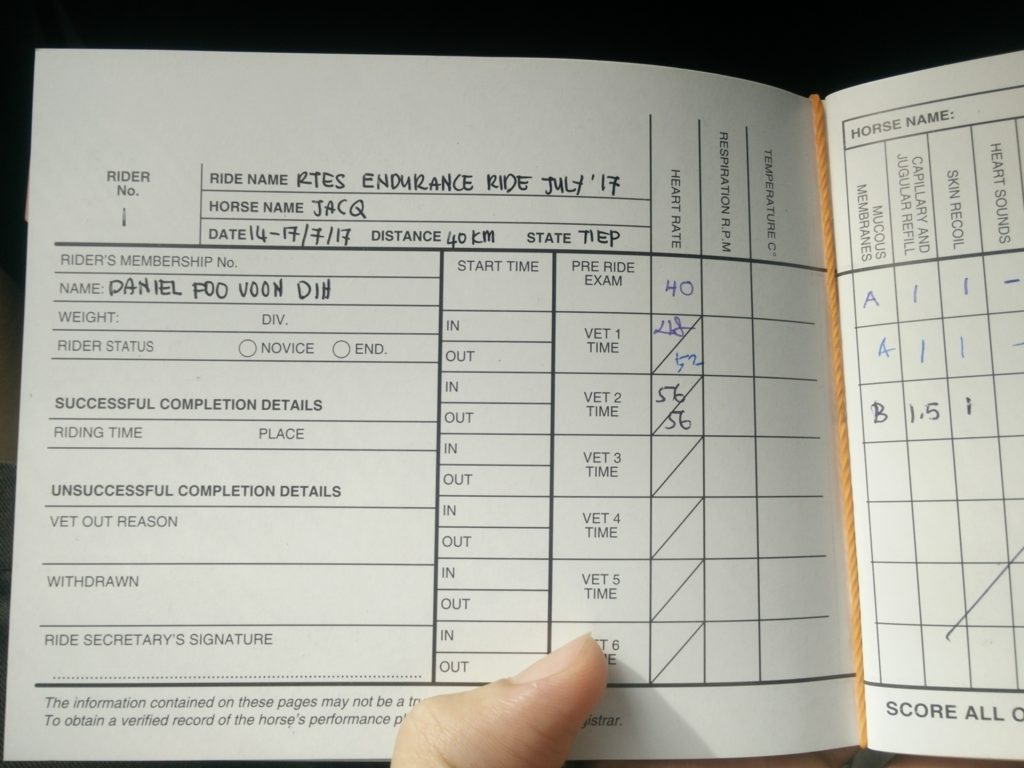 RIDER
No.
1
RIDE NAME RTES ENDURANCE RIDE JULY '17
HORSE NAME JACQ
DATE 14-17/7/17 DISTANCE 40 KM STATE TIEP
HEART RATE
RESPIRATION R.P.M
TEMPERATURE C°
RIDER'S MEMBERSHIP No.
NAME: DANIEL FOO VOON DIH
WEIGHT: DIV.
RIDER STATUS NOVICE END.
SUCCESSFUL COMPLETION DETAILS
RIDING TIME PLACE
UNSUCCESSFUL COMPLETION DETAILS
VET OUT REASON
WITHDRAWN
RIDE SECRETARY'S SIGNATURE
START TIME
PRE RIDE
EXAM
40
IN
OUT
VET 1
TIME
52
IN
OUT
VET 2
TIME
56
56
IN
OUT
VET 3
TIME
IN
OUT
VET 4
TIME
IN
OUT
VET 5
TIME
IN
OUT
6
The information contained on these pages may not be a
To obtain a verified record of the horse's performance
HORSE NAME:
MUCOUS
MEMBRANES
CAPILLARY AND
JUGULAR REFILL
SKIN RECOIL
HEART SOUNDS
A 1 1 -
A 1 1 -
B 1.5 1
SCORE ALL